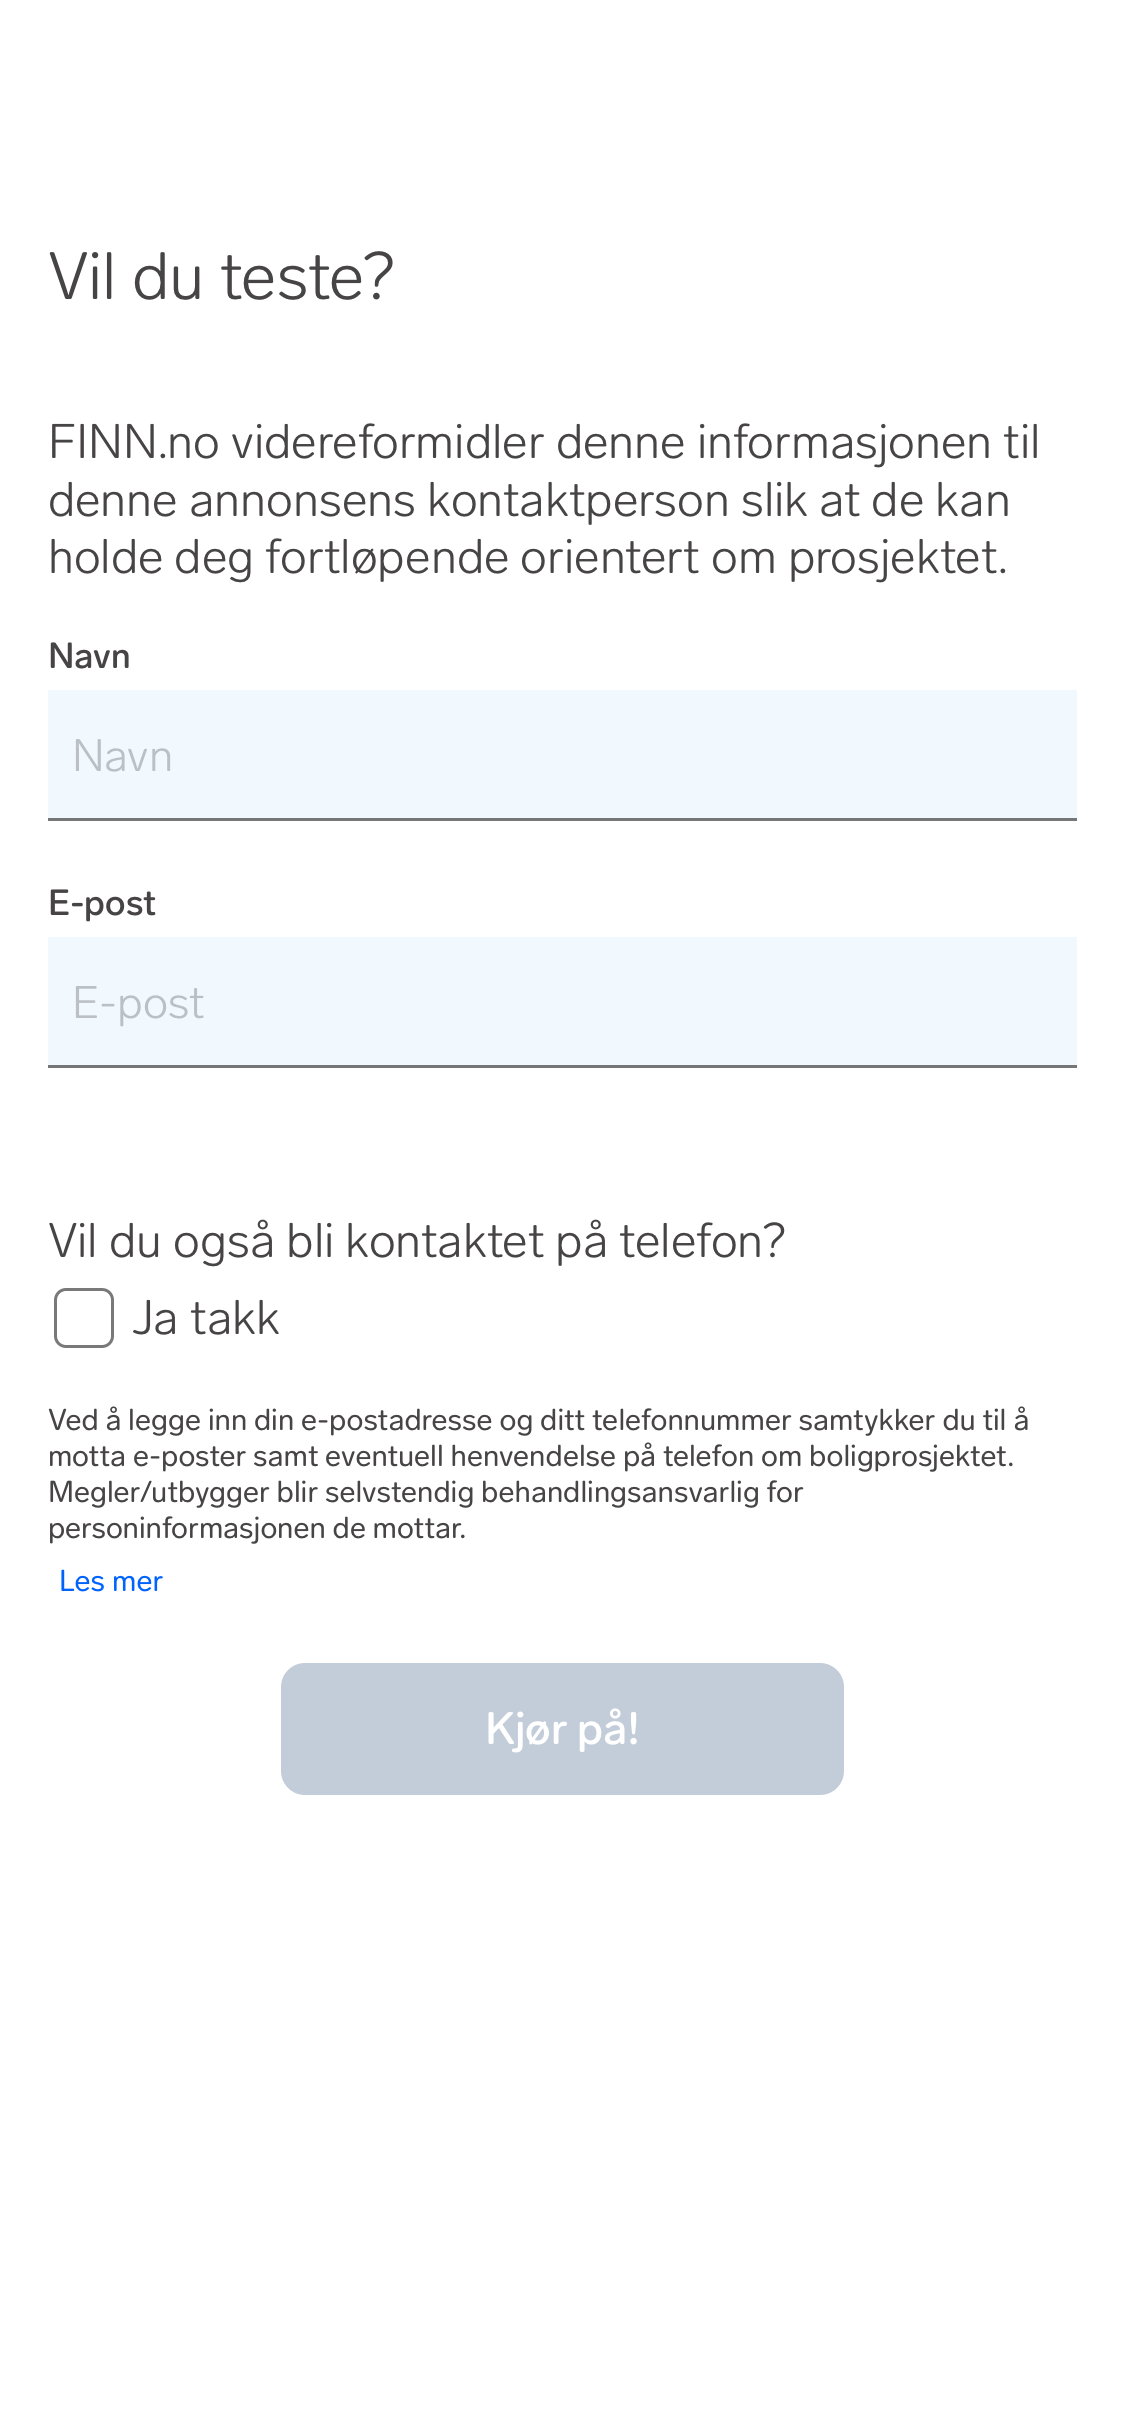 Vil du teste?
FINN.no videreformidler denne informasjonen til
denne annonsens kontaktperson slik at de kan
holde deg fortløpende orientert om prosjektet.
Navn
Navn
E-post
E-post
Vil du også bli kontaktet på telefon?
Ja takk
Ved å legge inn din e-postadresse og ditt telefonnummer samtykker du til å
motta e-poster samt eventuell henvendelse på telefon om boligprosjektet.
Megler/utbygger blir selvstendig behandlingsansvarlig for
personinformasjonen de mottar.
Les mer
Kjør på!